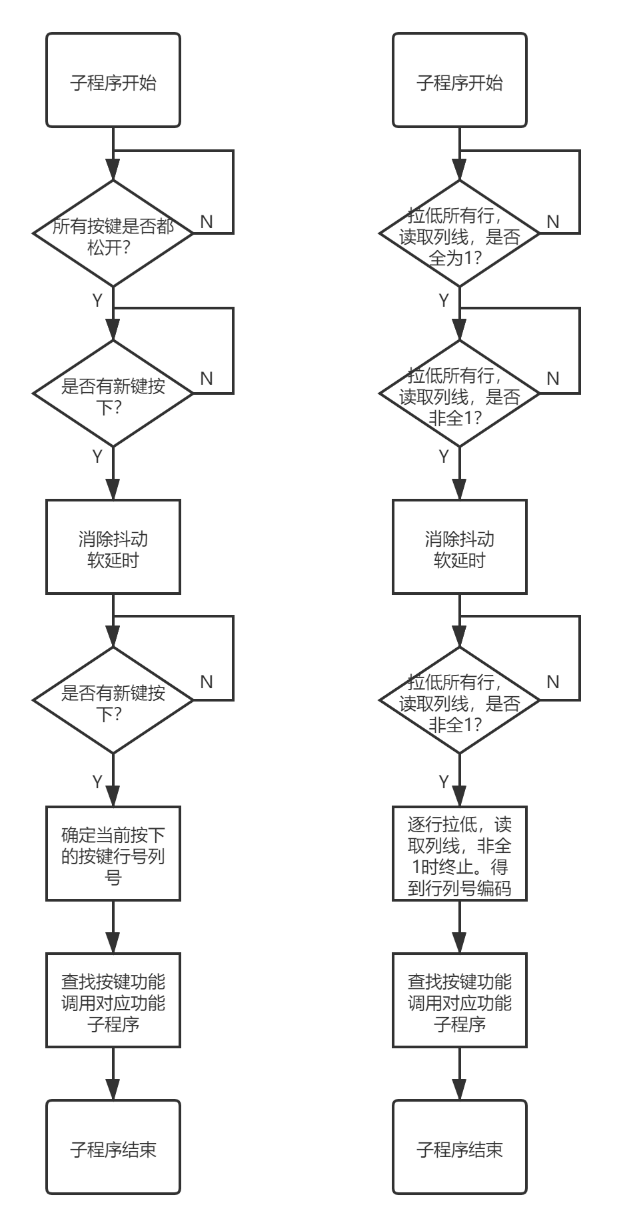 子程序开始
所有按键是否都
松开？
N
Y
是否有新键按
下？
N
Y
消除抖动
软延时
是否有新键按
下？
N
Y
确定当前按下
的按键行号列
号
查找按键功能
调用对应功能
子程序
子程序结束
子程序开始
拉低所有行，
读取列线，是否
全为1？
N
Y
拉低所有行，
读取列线，是否
非全1？
N
Y
消除抖动
软延时
拉低所有行，
读取列线，是否
非全1？
N
Y
逐行拉低，读
取列线，非全
1时终止。得
到行列号编码
查找按键功能
调用对应功能
子程序
子程序结束